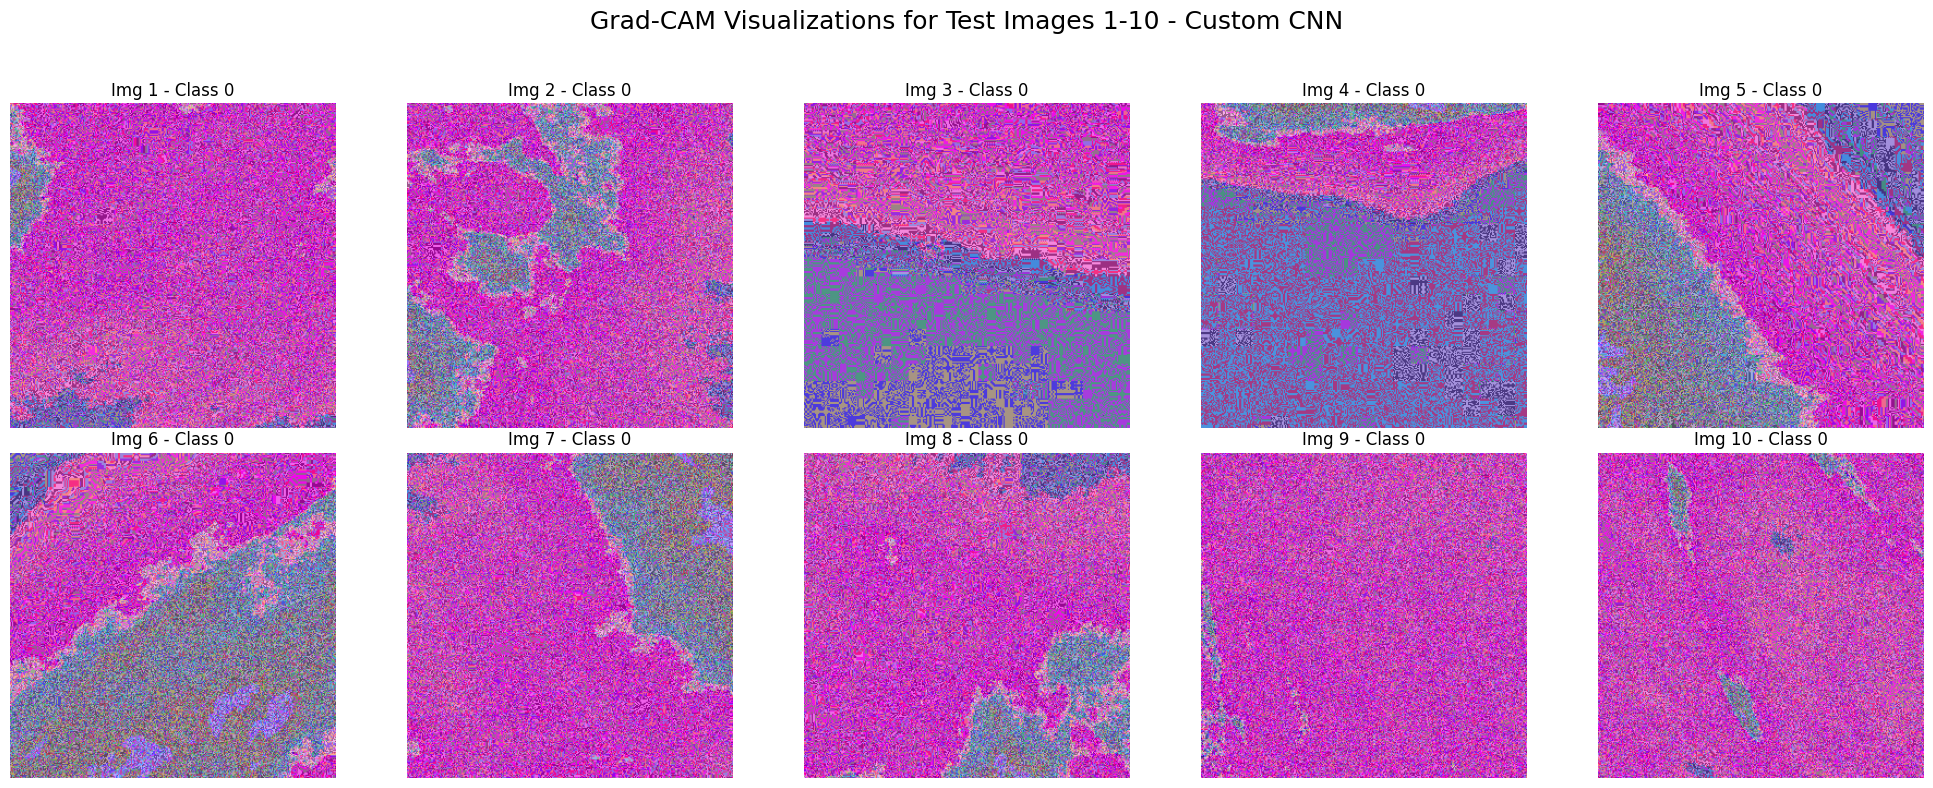 Grad-CAM Visualizations for Test Images 1-10 - Custom CNN
Img 1 - Class 0
Img 2 - Class 0
Img 3 - Class 0
Img 4 - Class 0
Img 5 - Class 0
Img 6 - Class 0
Img 7 - Class 0
Img 8 - Class 0
Img 9 - Class 0
Img 10 - Class 0